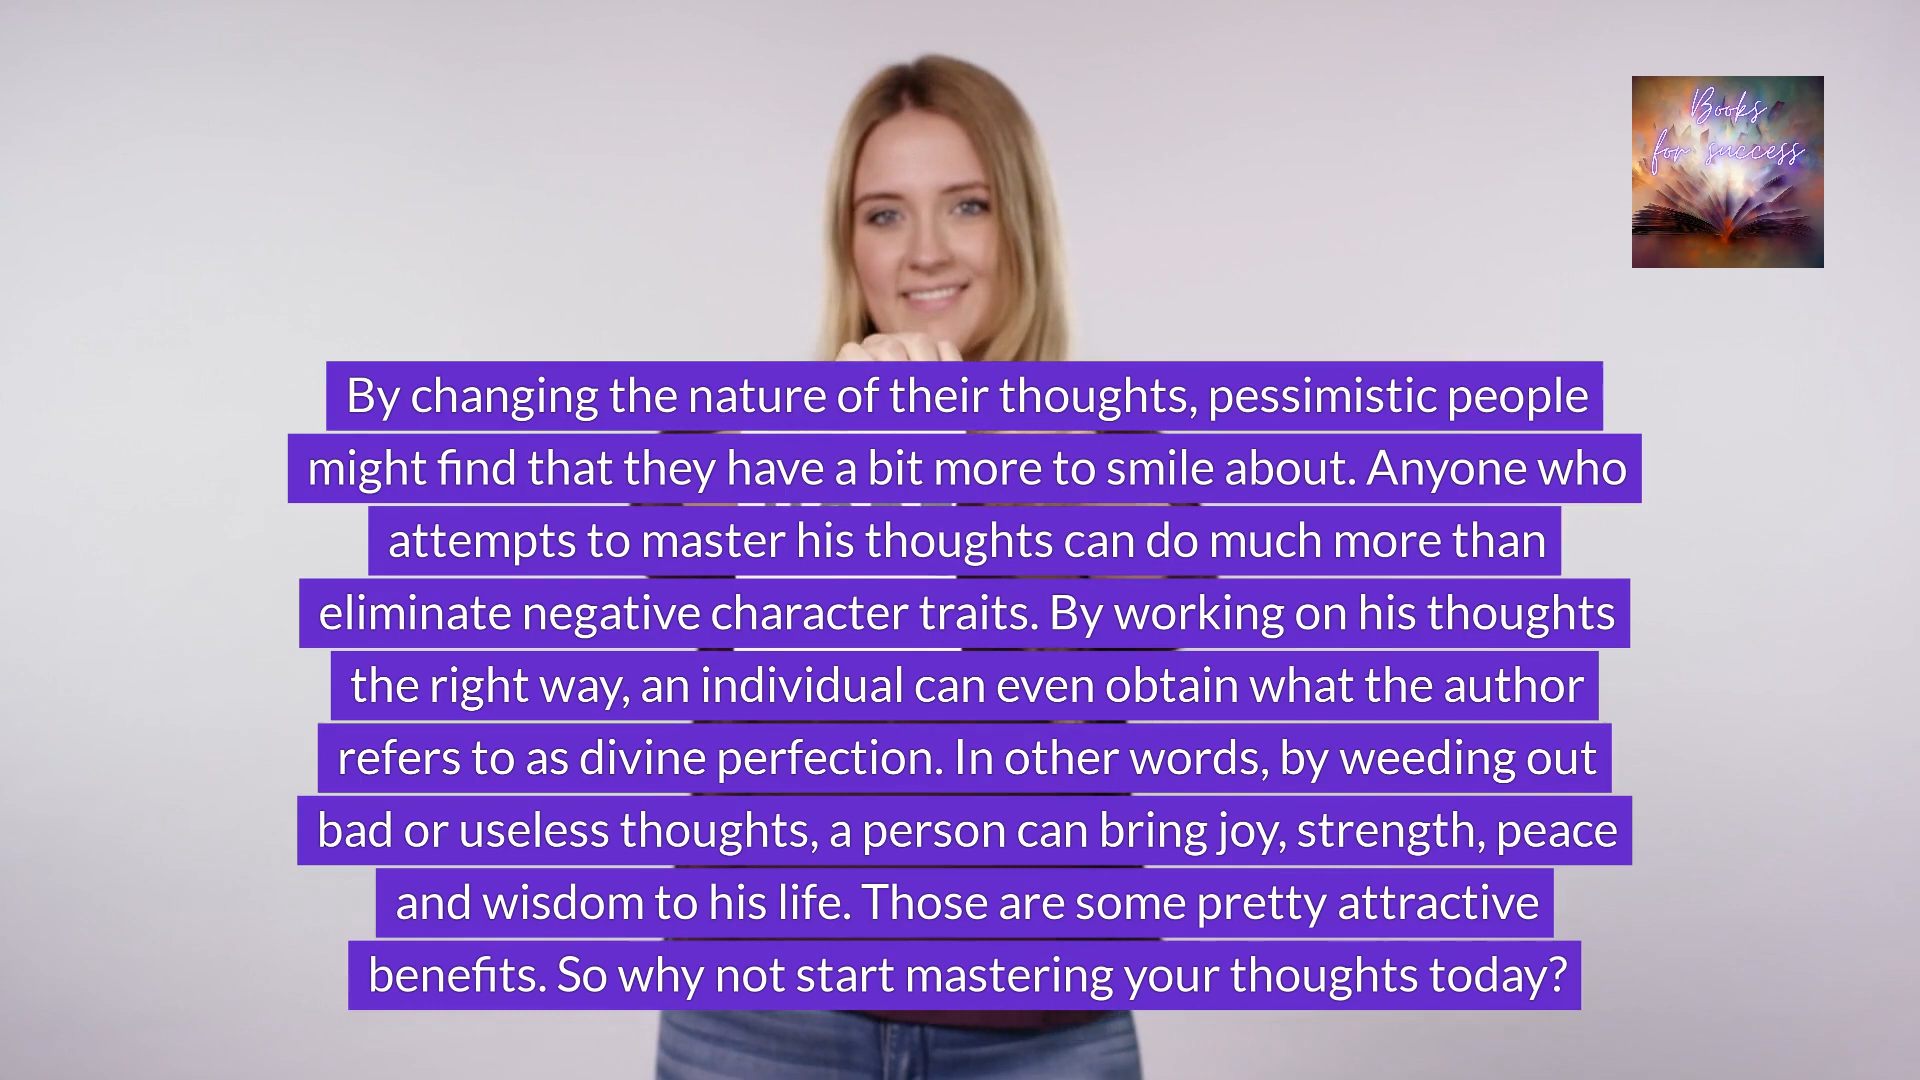 Books
for success
By changing the nature of their thoughts, pessimistic people
might find that they have a bit more to smile about. Anyone who
attempts to master his thoughts can do much more than
eliminate negative character traits. By working on his thoughts
the right way, an individual can even obtain what the author
refers to as divine perfection. In other words, by weeding out
bad or useless thoughts, a person can bring joy, strength, peace
and wisdom to his life. Those are some pretty attractive
benefits. So why not start mastering your thoughts today?